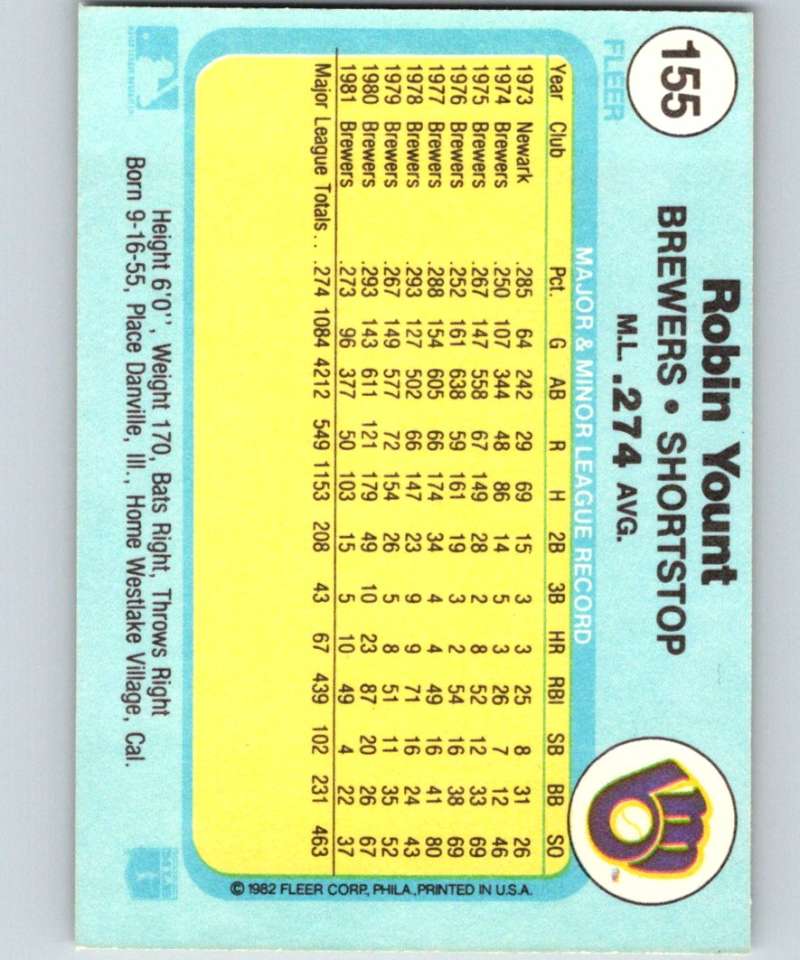 155
FLEER
Robin Yount
BREWERS • SHORTSTOP
M.L. .274 AVG.
MAJOR & MINOR LEAGUE RECORD
Year Club Pct. G AB R H 2B 3B HR RBI SB BB SO
1973 Newark .285 64 242 29 69 15 3 3 25 8 31 26
1974 Brewers .250 107 344 48 86 14 5 3 26 7 12 46
1975 Brewers .267 147 558 67 149 28 2 8 52 12 33 69
1976 Brewers .252 161 638 59 161 19 3 2 54 16 38 69
1977 Brewers .288 154 605 66 174 34 4 4 49 16 41 80
1978 Brewers .293 127 502 66 147 23 9 9 71 16 24 43
1979 Brewers .267 149 577 72 154 26 5 8 51 11 35 52
1980 Brewers .293 143 611 121 179 49 10 23 87 20 26 67
1981 Brewers .273 96 377 50 103 15 5 10 49 4 22 37
Major League Totals . . .274 1084 4212 549 1153 208 43 67 439 102 231 463
Height 6'0'', Weight 170, Bats Right, Throws Right
Born 9-16-55, Place Danville, Ill., Home Westlake Village, Cal.
© 1982 FLEER CORP., PHILA., PRINTED IN U.S.A.